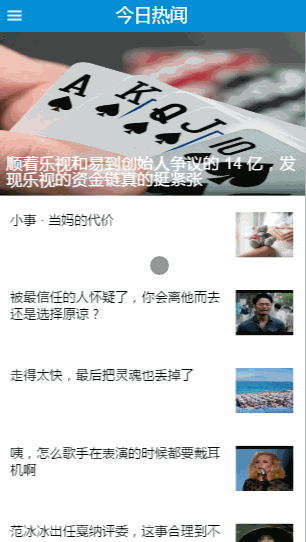 今日热闻
A K Q J 10
顺着乐视和易到创始人争议的 14 亿，发
现乐视的资金链真的挺紧张
小事 · 当妈的代价
被最信任的人怀疑了，你会离他而去
还是选择原谅？
走得太快，最后把灵魂也丢掉了
咦，怎么歌手在表演的时候都要戴耳
机啊
范冰冰出任戛纳评委，这事合理到不